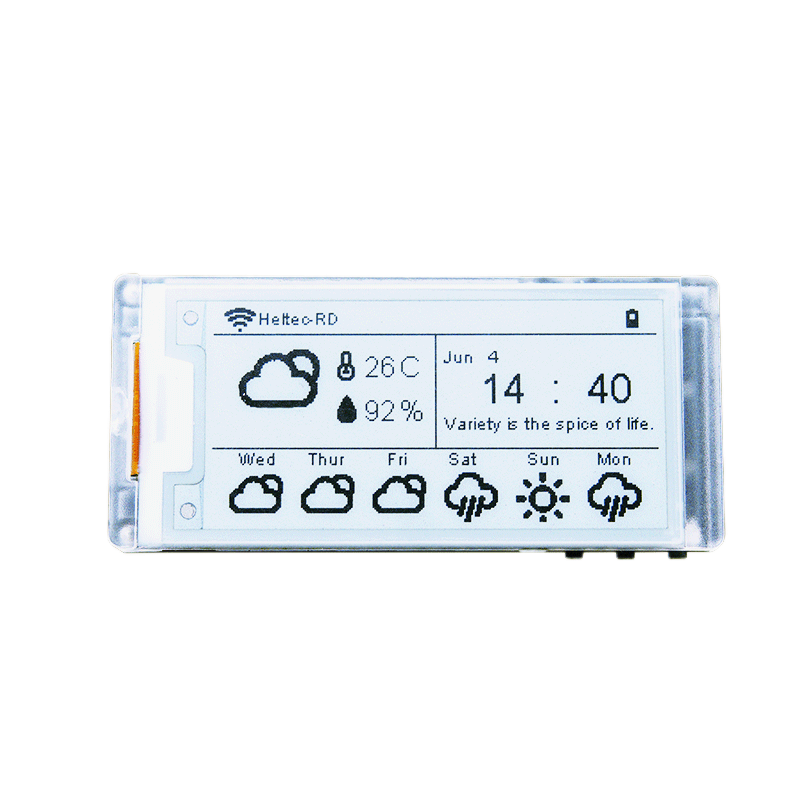 Heltec-RD
26C
92%
Jun 4
14 : 40
Variety is the spice of life.
Wed Thur Fri Sat Sun Mon